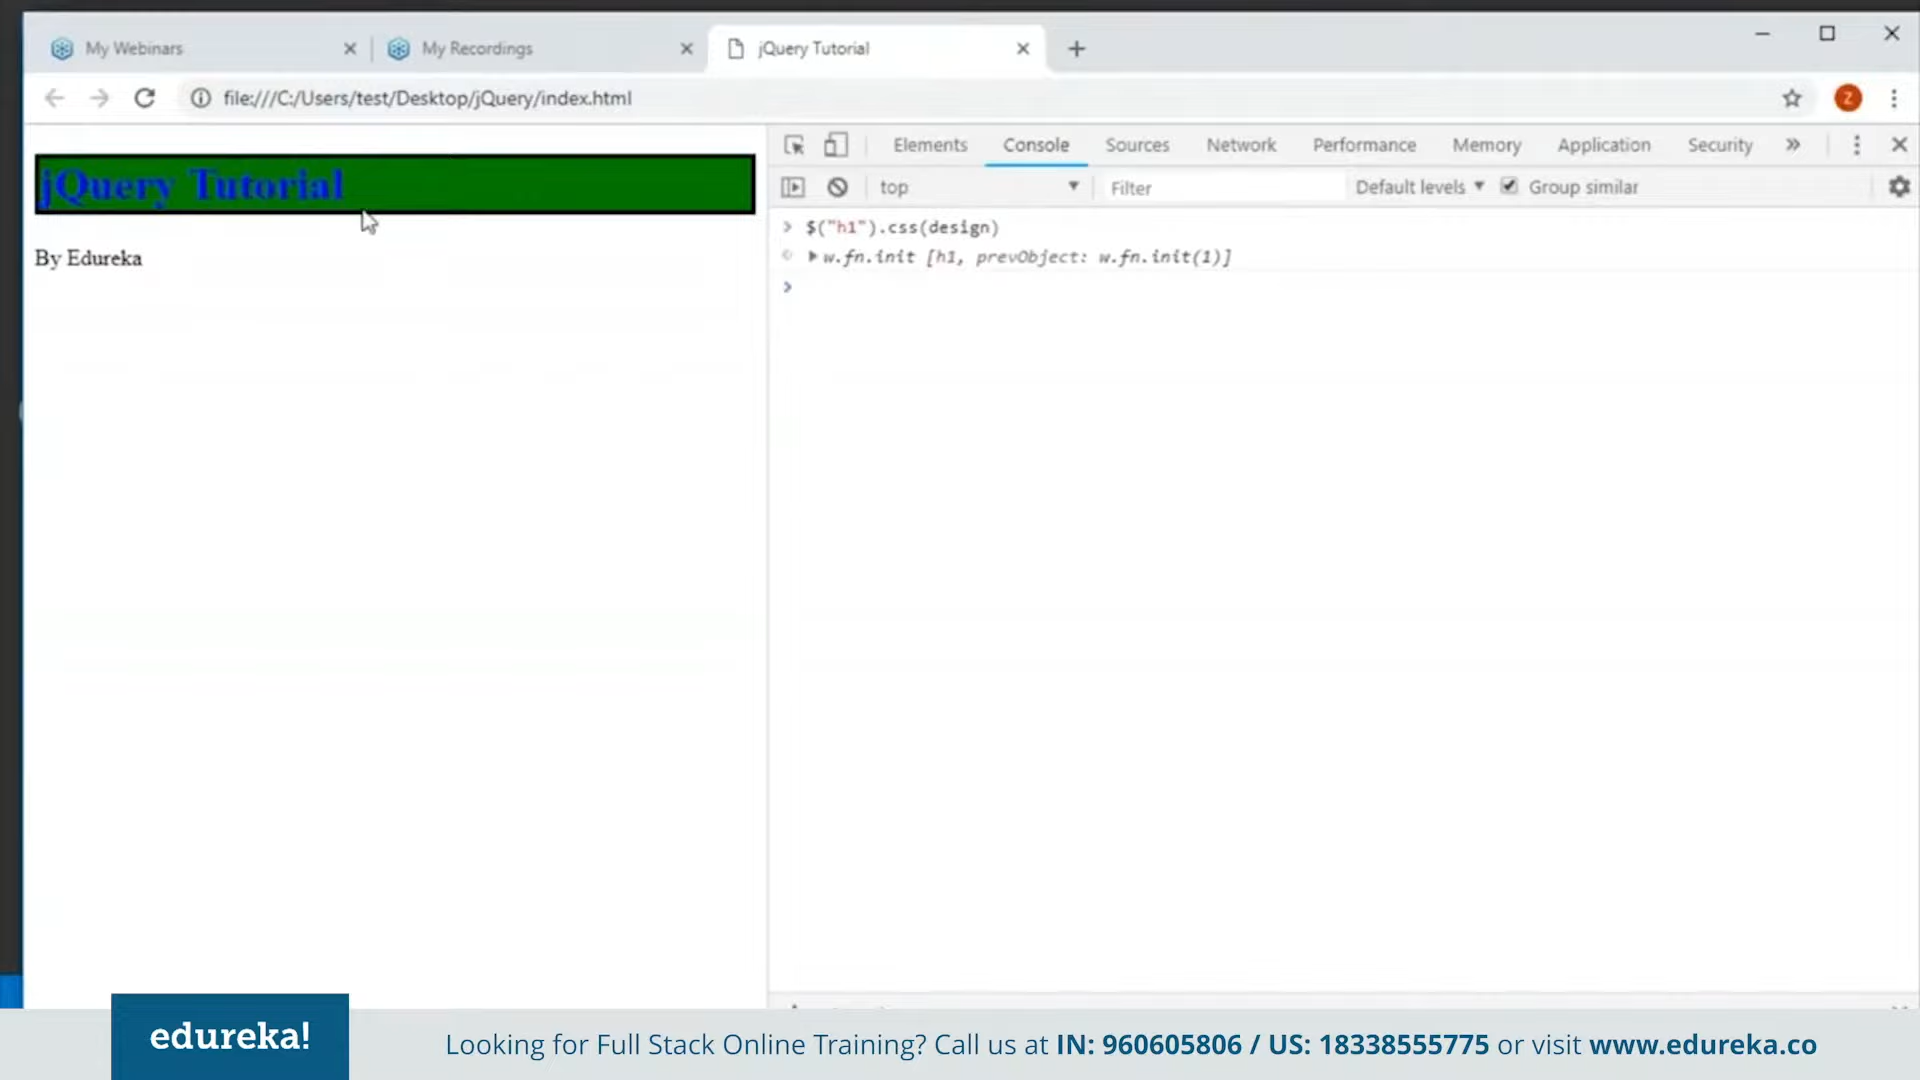 My Webinars
My Recordings
jQuery Tutorial
file:///C:/Users/test/Desktop/jQuery/index.html
Z
jQuery Tutorial
By Edureka
Elements
Console
Sources
Network
Performance
Memory
Application
Security
top
Filter
Default levels
Group similar
$("h1").css(design)
w.fn.init [h1, prevObject: w.fn.init(1)]
edureka!
Looking for Full Stack Online Training? Call us at IN: 960605806 / US: 18338555775 or visit www.edureka.co